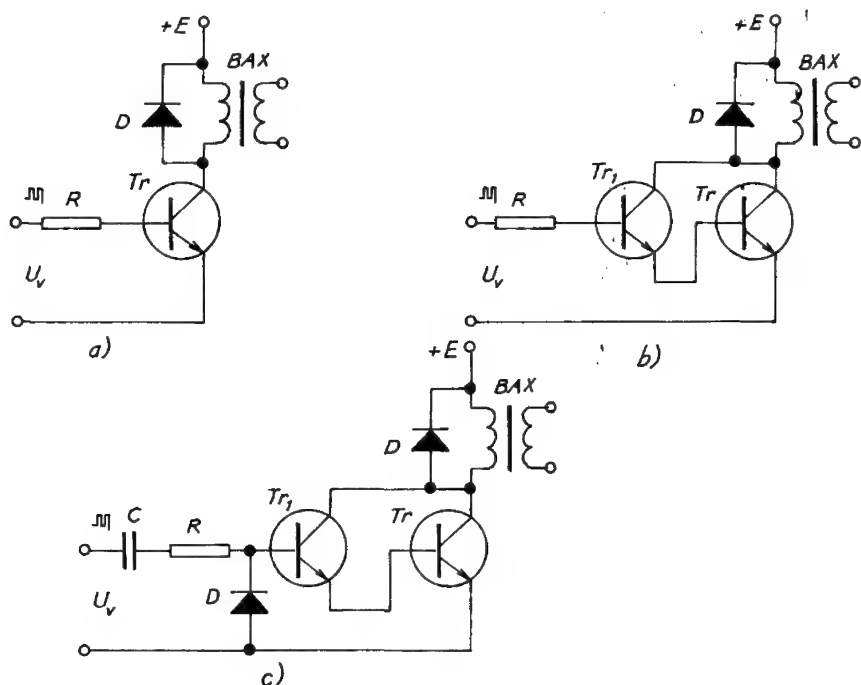 +E
BAX
D
Tr
R
U_v
a)
+E
BAX
D
Tr_1
Tr
R
U_v
b)
+E
BAX
D
Tr_1
Tr
C
R
D
U_v
c)